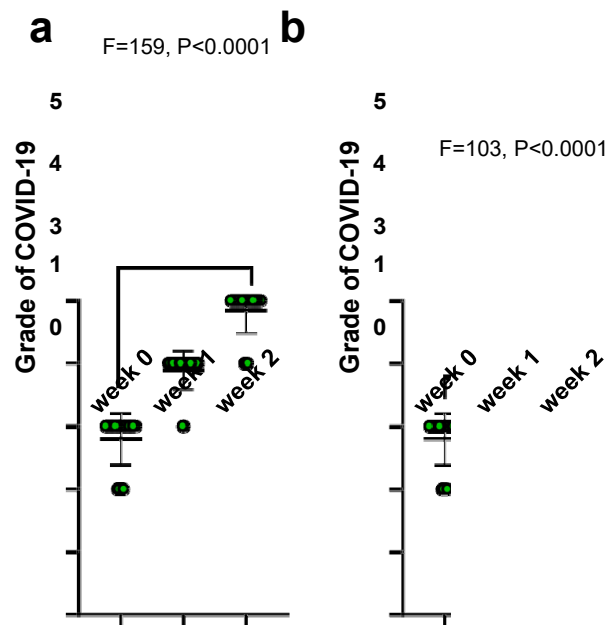 a
F=159, P<0.0001
Grade of COVID-19
5
4
3
1
0
week 0
week 1
week 2
b
F=103, P<0.0001
Grade of COVID-19
5
4
3
1
0
week 0
week 1
week 2